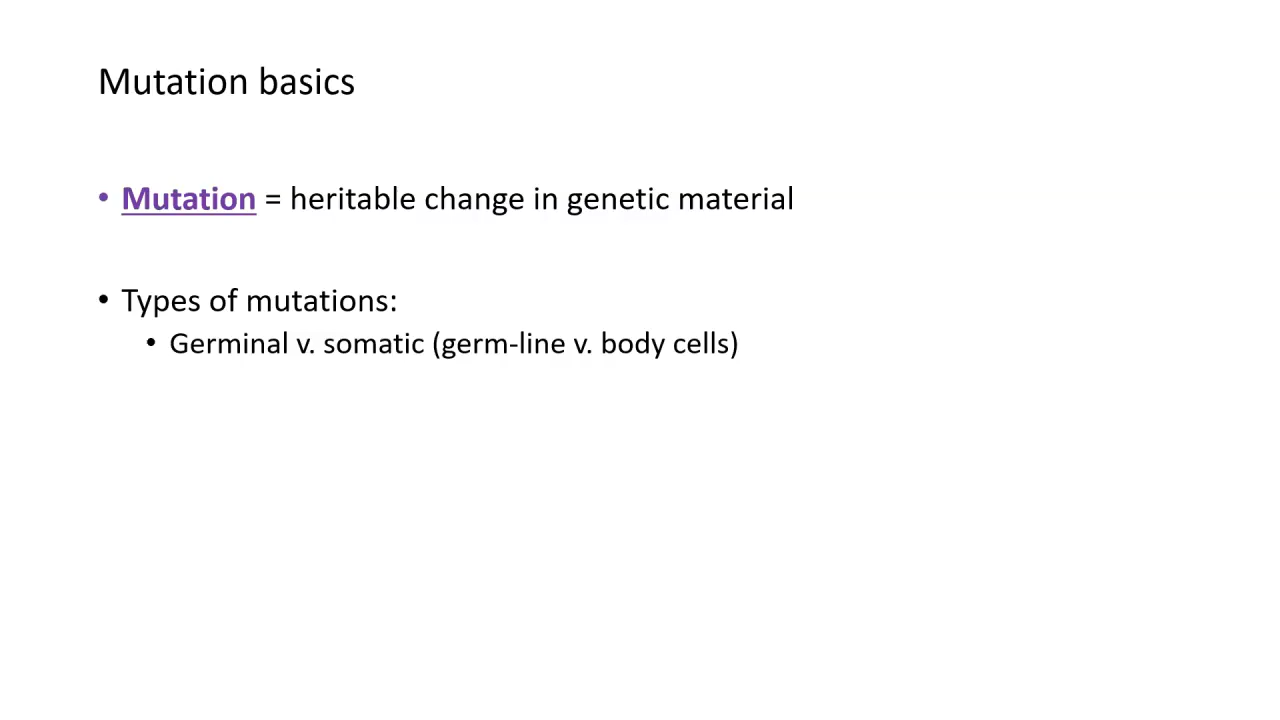 Mutation basics
• Mutation = heritable change in genetic material
• Types of mutations:
• Germinal v. somatic (germ-line v. body cells)